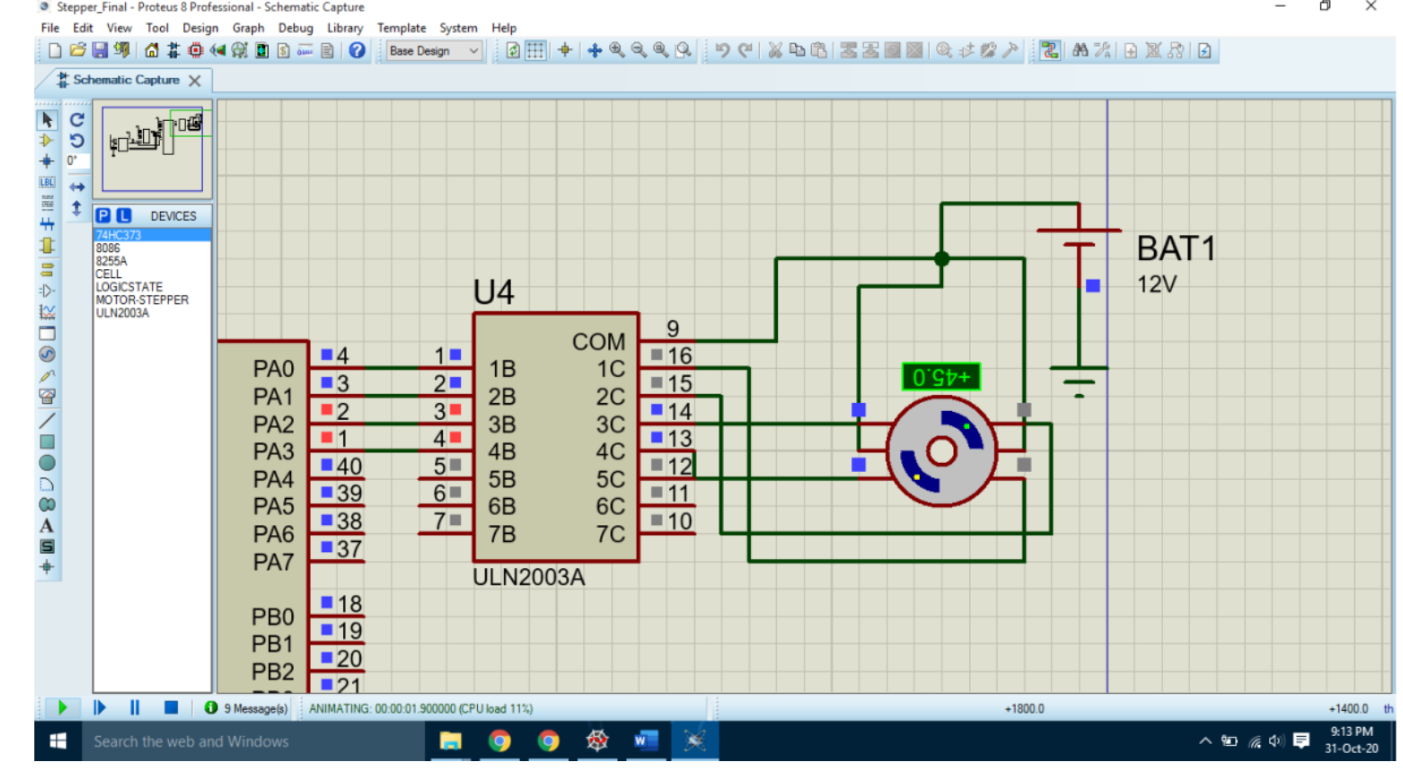 Stepper_Final - Proteus 8 Professional - Schematic Capture
File Edit View Tool Design Graph Debug Library Template System Help
Base Design
Schematic Capture
0°
LBL
P L DEVICES
74HC373
8086
8255A
CELL
LOGICSTATE
MOTOR-STEPPER
ULN2003A
A
S
BAT1
12V
U4
COM 9
PA0 4 1 1B 1C 16
PA1 3 2 2B 2C 15
PA2 2 3 3B 3C 14
PA3 1 4 4B 4C 13
PA4 40 5 5B 5C 12
PA5 39 6 6B 6C 11
PA6 38 7 7B 7C 10
PA7 37
ULN2003A
+45.0
PB0 18
PB1 19
PB2 20
21
9 Message(s) ANIMATING: 00:00:01.900000 (CPU load 11%) +1800.0 +1400.0 th
Search the web and Windows
9:13 PM
31-Oct-20